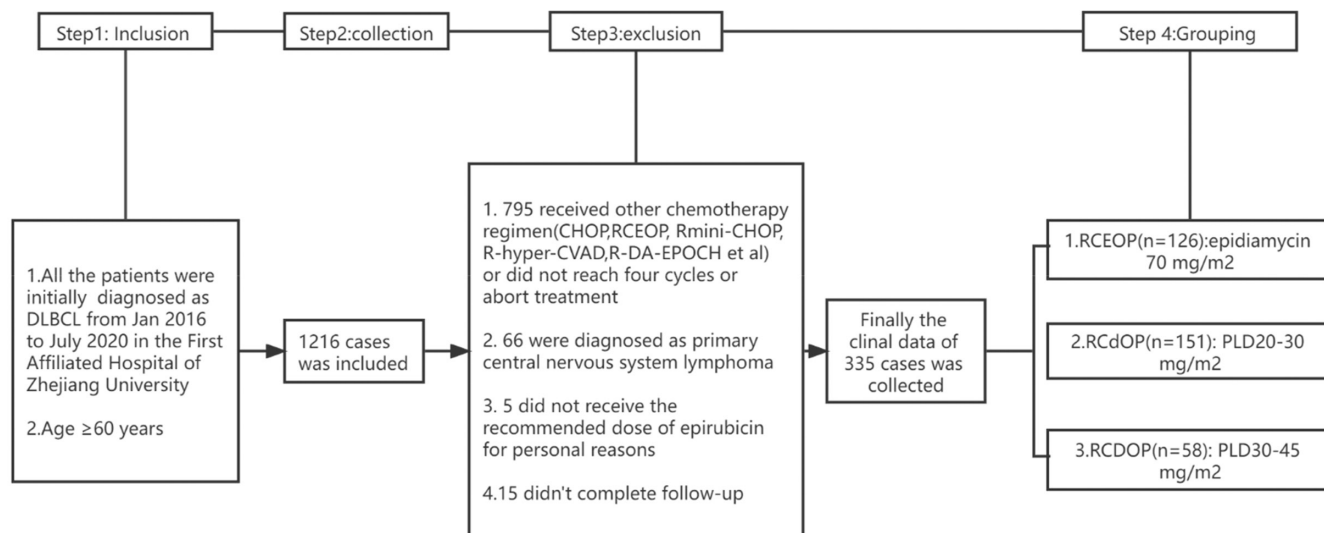 Step1: Inclusion
Step2:collection
Step3:exclusion
Step 4:Grouping
1.All the patients were
initially diagnosed as
DLBCL from Jan 2016
to July 2020 in the First
Affiliated Hospital of
Zhejiang University
2.Age ≥60 years
1216 cases
was included
1. 795 received other chemotherapy
regimen(CHOP,RCEOP, Rmini-CHOP,
R-hyper-CVAD,R-DA-EPOCH et al)
or did not reach four cycles or
abort treatment
2. 66 were diagnosed as primary
central nervous system lymphoma
3. 5 did not receive the
recommended dose of epirubicin
for personal reasons
4.15 didn't complete follow-up
Finally the
clinal data of
335 cases was
collected
1.RCEOP(n=126):epidiamycin
70 mg/m2
2.RCdOP(n=151): PLD20-30
mg/m2
3.RCDOP(n=58): PLD30-45
mg/m2